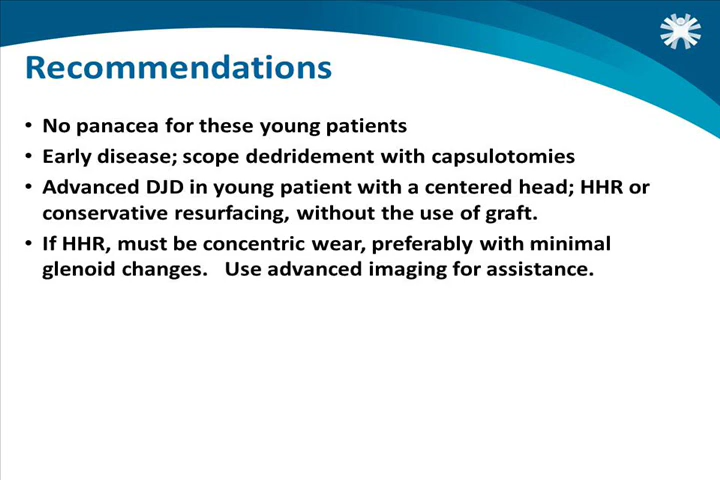 Recommendations
• No panacea for these young patients
• Early disease; scope dedridement with capsulotomies
• Advanced DJD in young patient with a centered head; HHR or
conservative resurfacing, without the use of graft.
• If HHR, must be concentric wear, preferably with minimal
glenoid changes.   Use advanced imaging for assistance.